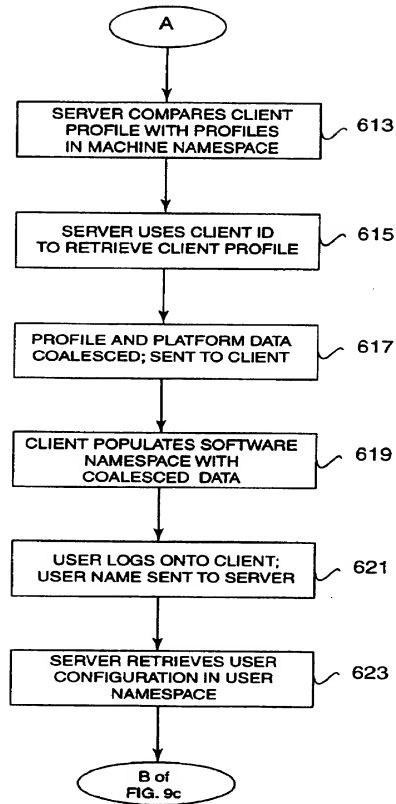 A
SERVER COMPARES CLIENT
PROFILE WITH PROFILES
IN MACHINE NAMESPACE
613
SERVER USES CLIENT ID
TO RETRIEVE CLIENT PROFILE
615
PROFILE AND PLATFORM DATA
COALESCED; SENT TO CLIENT
617
CLIENT POPULATES SOFTWARE
NAMESPACE WITH
COALESCED DATA
619
USER LOGS ONTO CLIENT;
USER NAME SENT TO SERVER
621
SERVER RETRIEVES USER
CONFIGURATION IN USER
NAMESPACE
623
B of
FIG. 9c